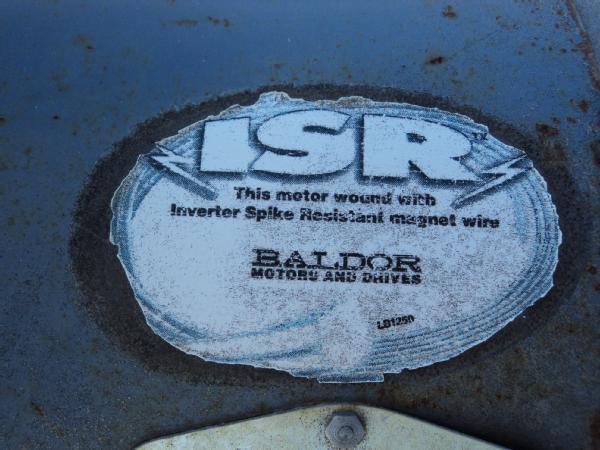 ISR
This motor wound with
Inverter Spike Resistant magnet wire
BALDOR
MOTORS AND DRIVES
LB1250